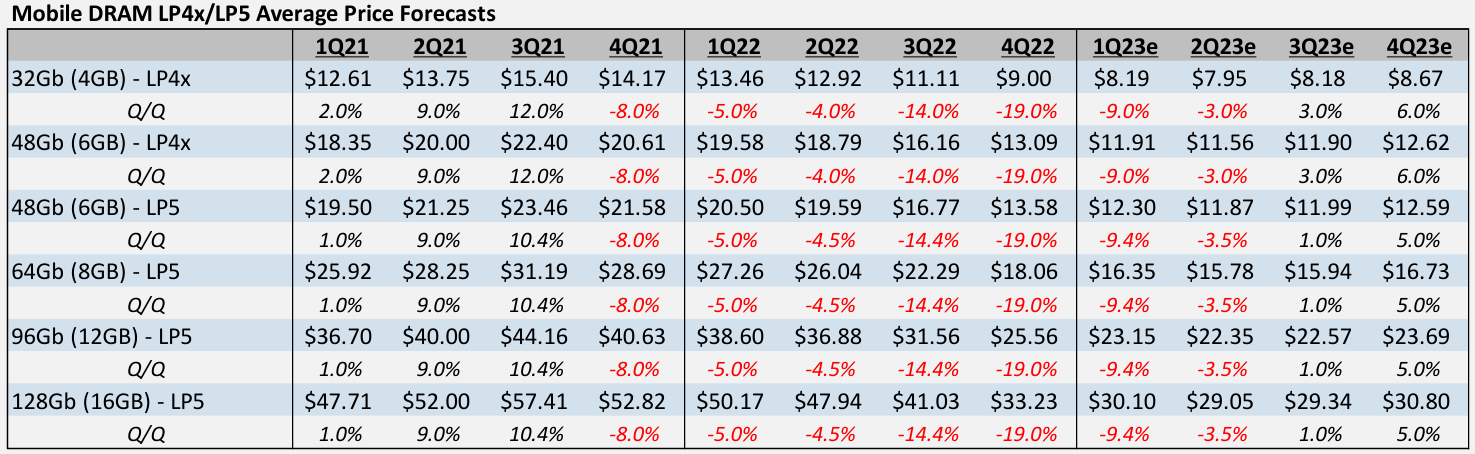 Mobile DRAM LP4x/LP5 Average Price Forecasts
1Q21 2Q21 3Q21 4Q21 1Q22 2Q22 3Q22 4Q22 1Q23e 2Q23e 3Q23e 4Q23e
32Gb (4GB) - LP4x $12.61 $13.75 $15.40 $14.17 $13.46 $12.92 $11.11 $9.00 $8.19 $7.95 $8.18 $8.67
Q/Q 2.0% 9.0% 12.0% -8.0% -5.0% -4.0% -14.0% -19.0% -9.0% -3.0% 3.0% 6.0%
48Gb (6GB) - LP4x $18.35 $20.00 $22.40 $20.61 $19.58 $18.79 $16.16 $13.09 $11.91 $11.56 $11.90 $12.62
Q/Q 2.0% 9.0% 12.0% -8.0% -5.0% -4.0% -14.0% -19.0% -9.0% -3.0% 3.0% 6.0%
48Gb (6GB) - LP5 $19.50 $21.25 $23.46 $21.58 $20.50 $19.59 $16.77 $13.58 $12.30 $11.87 $11.99 $12.59
Q/Q 1.0% 9.0% 10.4% -8.0% -5.0% -4.5% -14.4% -19.0% -9.4% -3.5% 1.0% 5.0%
64Gb (8GB) - LP5 $25.92 $28.25 $31.19 $28.69 $27.26 $26.04 $22.29 $18.06 $16.35 $15.78 $15.94 $16.73
Q/Q 1.0% 9.0% 10.4% -8.0% -5.0% -4.5% -14.4% -19.0% -9.4% -3.5% 1.0% 5.0%
96Gb (12GB) - LP5 $36.70 $40.00 $44.16 $40.63 $38.60 $36.88 $31.56 $25.56 $23.15 $22.35 $22.57 $23.69
Q/Q 1.0% 9.0% 10.4% -8.0% -5.0% -4.5% -14.4% -19.0% -9.4% -3.5% 1.0% 5.0%
128Gb (16GB) - LP5 $47.71 $52.00 $57.41 $52.82 $50.17 $47.94 $41.03 $33.23 $30.10 $29.05 $29.34 $30.80
Q/Q 1.0% 9.0% 10.4% -8.0% -5.0% -4.5% -14.4% -19.0% -9.4% -3.5% 1.0% 5.0%